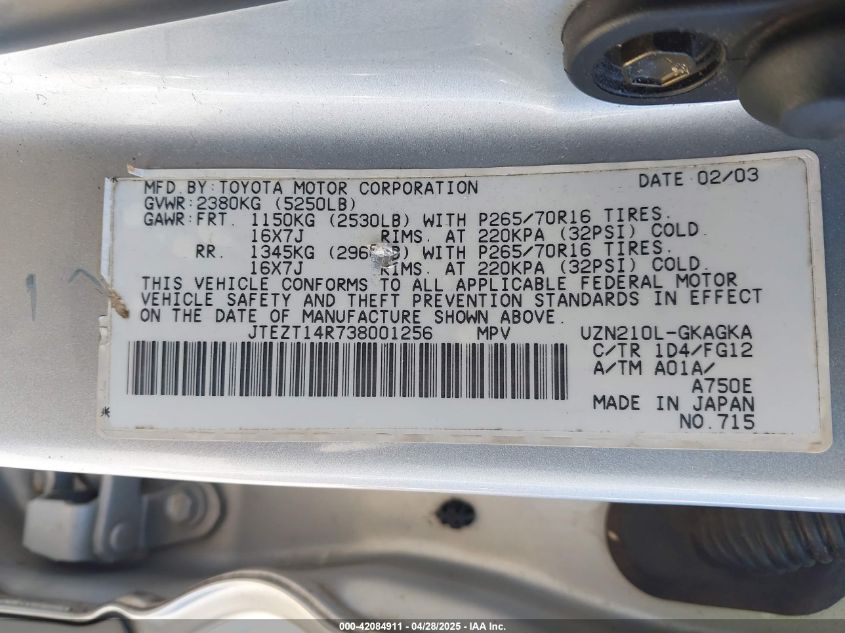 MFD. BY: TOYOTA MOTOR CORPORATION DATE 02/03
GVWR: 2380KG (5250LB)
GAWR: FRT. 1150KG (2530LB) WITH P265/70R16 TIRES.
16X7J RIMS. AT 220KPA (32PSI) COLD.
RR. 1345KG WITH P265/70R16 TIRES.
16X7J RIMS. AT 220KPA (32PSI) COLD.
THIS VEHICLE CONFORMS TO ALL APPLICABLE FEDERAL MOTOR
VEHICLE SAFETY AND THEFT PREVENTION STANDARDS IN EFFECT
ON THE DATE OF MANUFACTURE SHOWN ABOVE.
JTEZT14R738001256 MPV UZN210L-GKAGKA
C/TR 1D4/FG12
A/TM A01A/
A750E
MADE IN JAPAN
NO.715
000-42084911 - 04/28/2025 - IAA Inc.